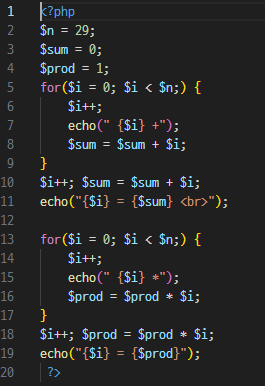 1 <?php
2 $n = 29;
3 $sum = 0;
4 $prod = 1;
5 for($i = 0; $i < $n;) {
6 $i++;
7 echo(" {$i} +");
8 $sum = $sum + $i;
9 }
10 $i++; $sum = $sum + $i;
11 echo("{$i} = {$sum} <br>");
12
13 for($i = 0; $i < $n;) {
14 $i++;
15 echo(" {$i} *");
16 $prod = $prod * $i;
17 }
18 $i++; $prod = $prod * $i;
19 echo("{$i} = {$prod}");
20 ?>